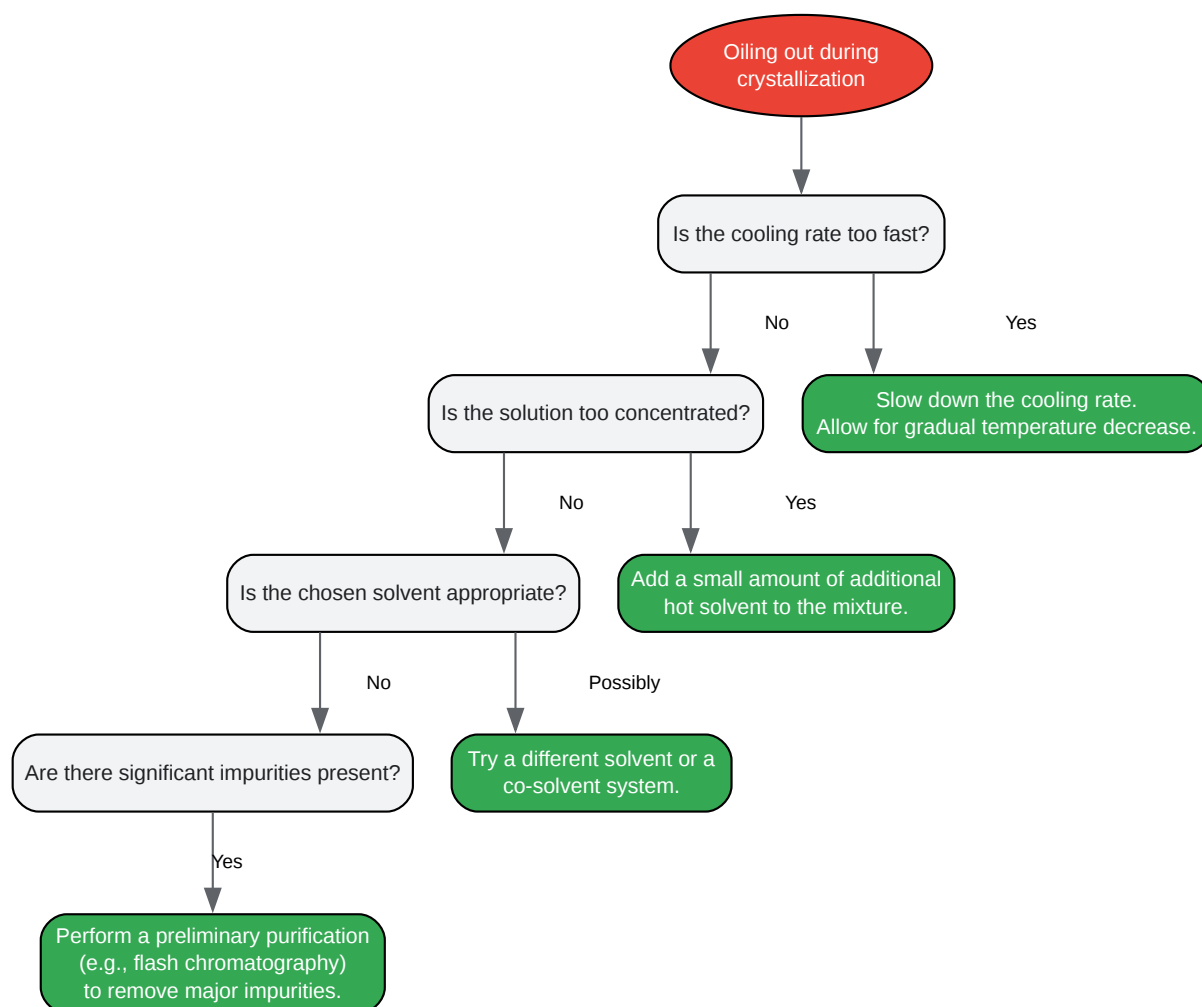 Oiling out during
crystallization
Is the cooling rate too fast?
No
Yes
Is the solution too concentrated?
Slow down the cooling rate.
Allow for gradual temperature decrease.
No
Yes
Is the chosen solvent appropriate?
Add a small amount of additional
hot solvent to the mixture.
No
Possibly
Are there significant impurities present?
Try a different solvent or a
co-solvent system.
Yes
Perform a preliminary purification
(e.g., flash chromatography)
to remove major impurities.